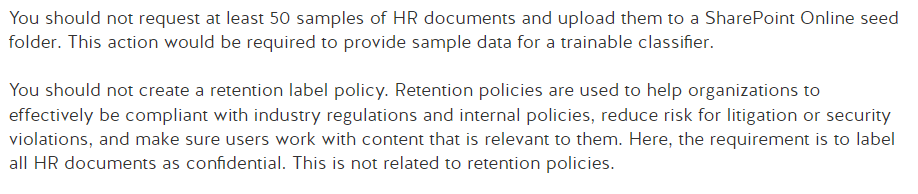 You should not request at least 50 samples of HR documents and upload them to a SharePoint Online seed
folder. This action would be required to provide sample data for a trainable classifier.
You should not create a retention label policy. Retention policies are used to help organizations to
effectively be compliant with industry regulations and internal policies, reduce risk for litigation or security
violations, and make sure users work with content that is relevant to them. Here, the requirement is to label
all HR documents as confidential. This is not related to retention policies.